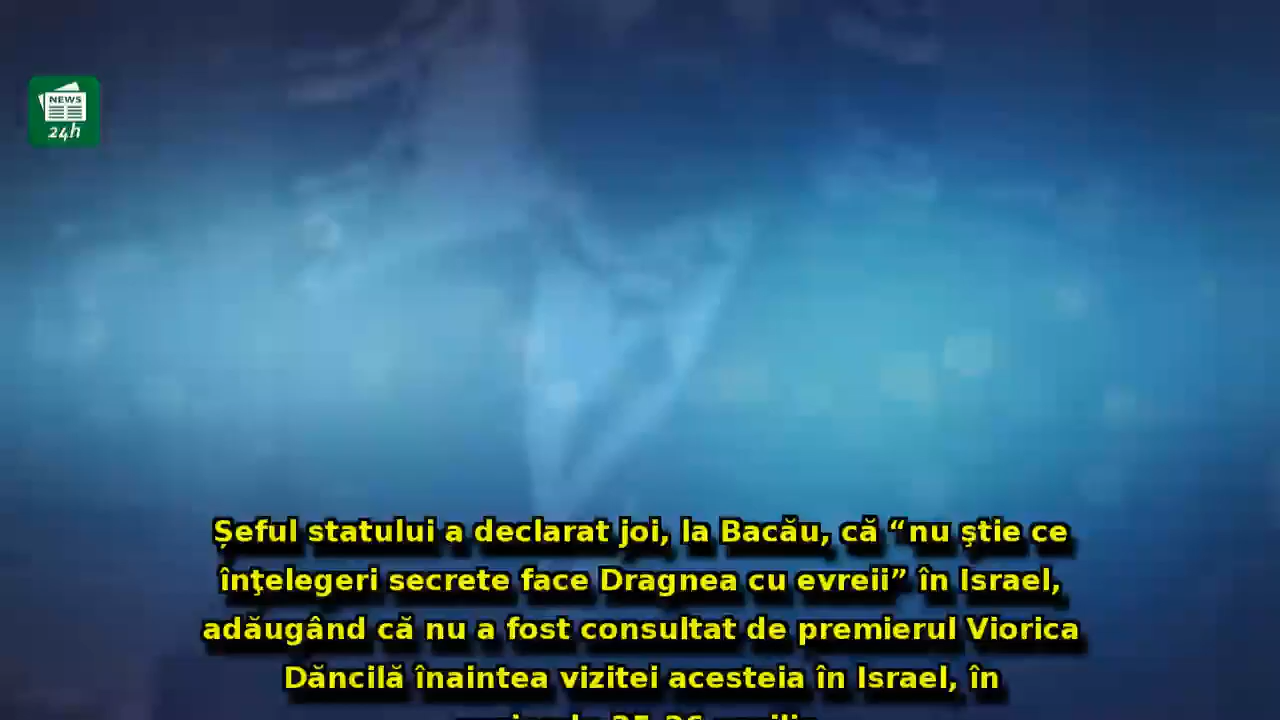 NEWS
24h
Șeful statului a declarat joi, la Bacău, că “nu ştie ce
înţelegeri secrete face Dragnea cu evreii” în Israel,
adăugând că nu a fost consultat de premierul Viorica
Dăncilă înaintea vizitei acesteia în Israel, în